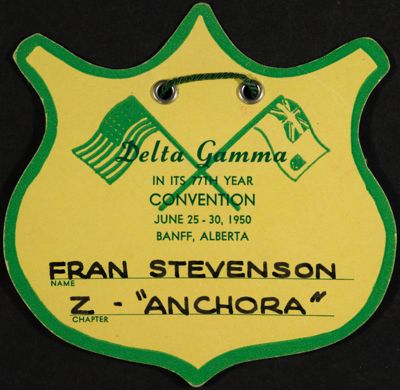 Delta Gamma
IN ITS 77TH YEAR
CONVENTION
JUNE 25 - 30, 1950
BANFF, ALBERTA
FRAN STEVENSON
NAME
Z - "ANCHORA"
CHAPTER